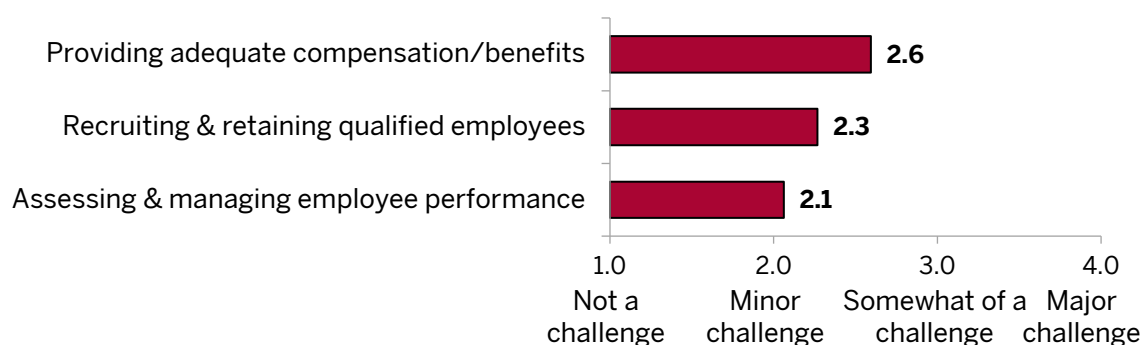 Providing adequate compensation/benefits
2.6
Recruiting & retaining qualified employees
2.3
Assessing & managing employee performance
2.1
1.0 2.0 3.0 4.0
Not a Minor Somewhat of a Major
challenge challenge challenge challenge